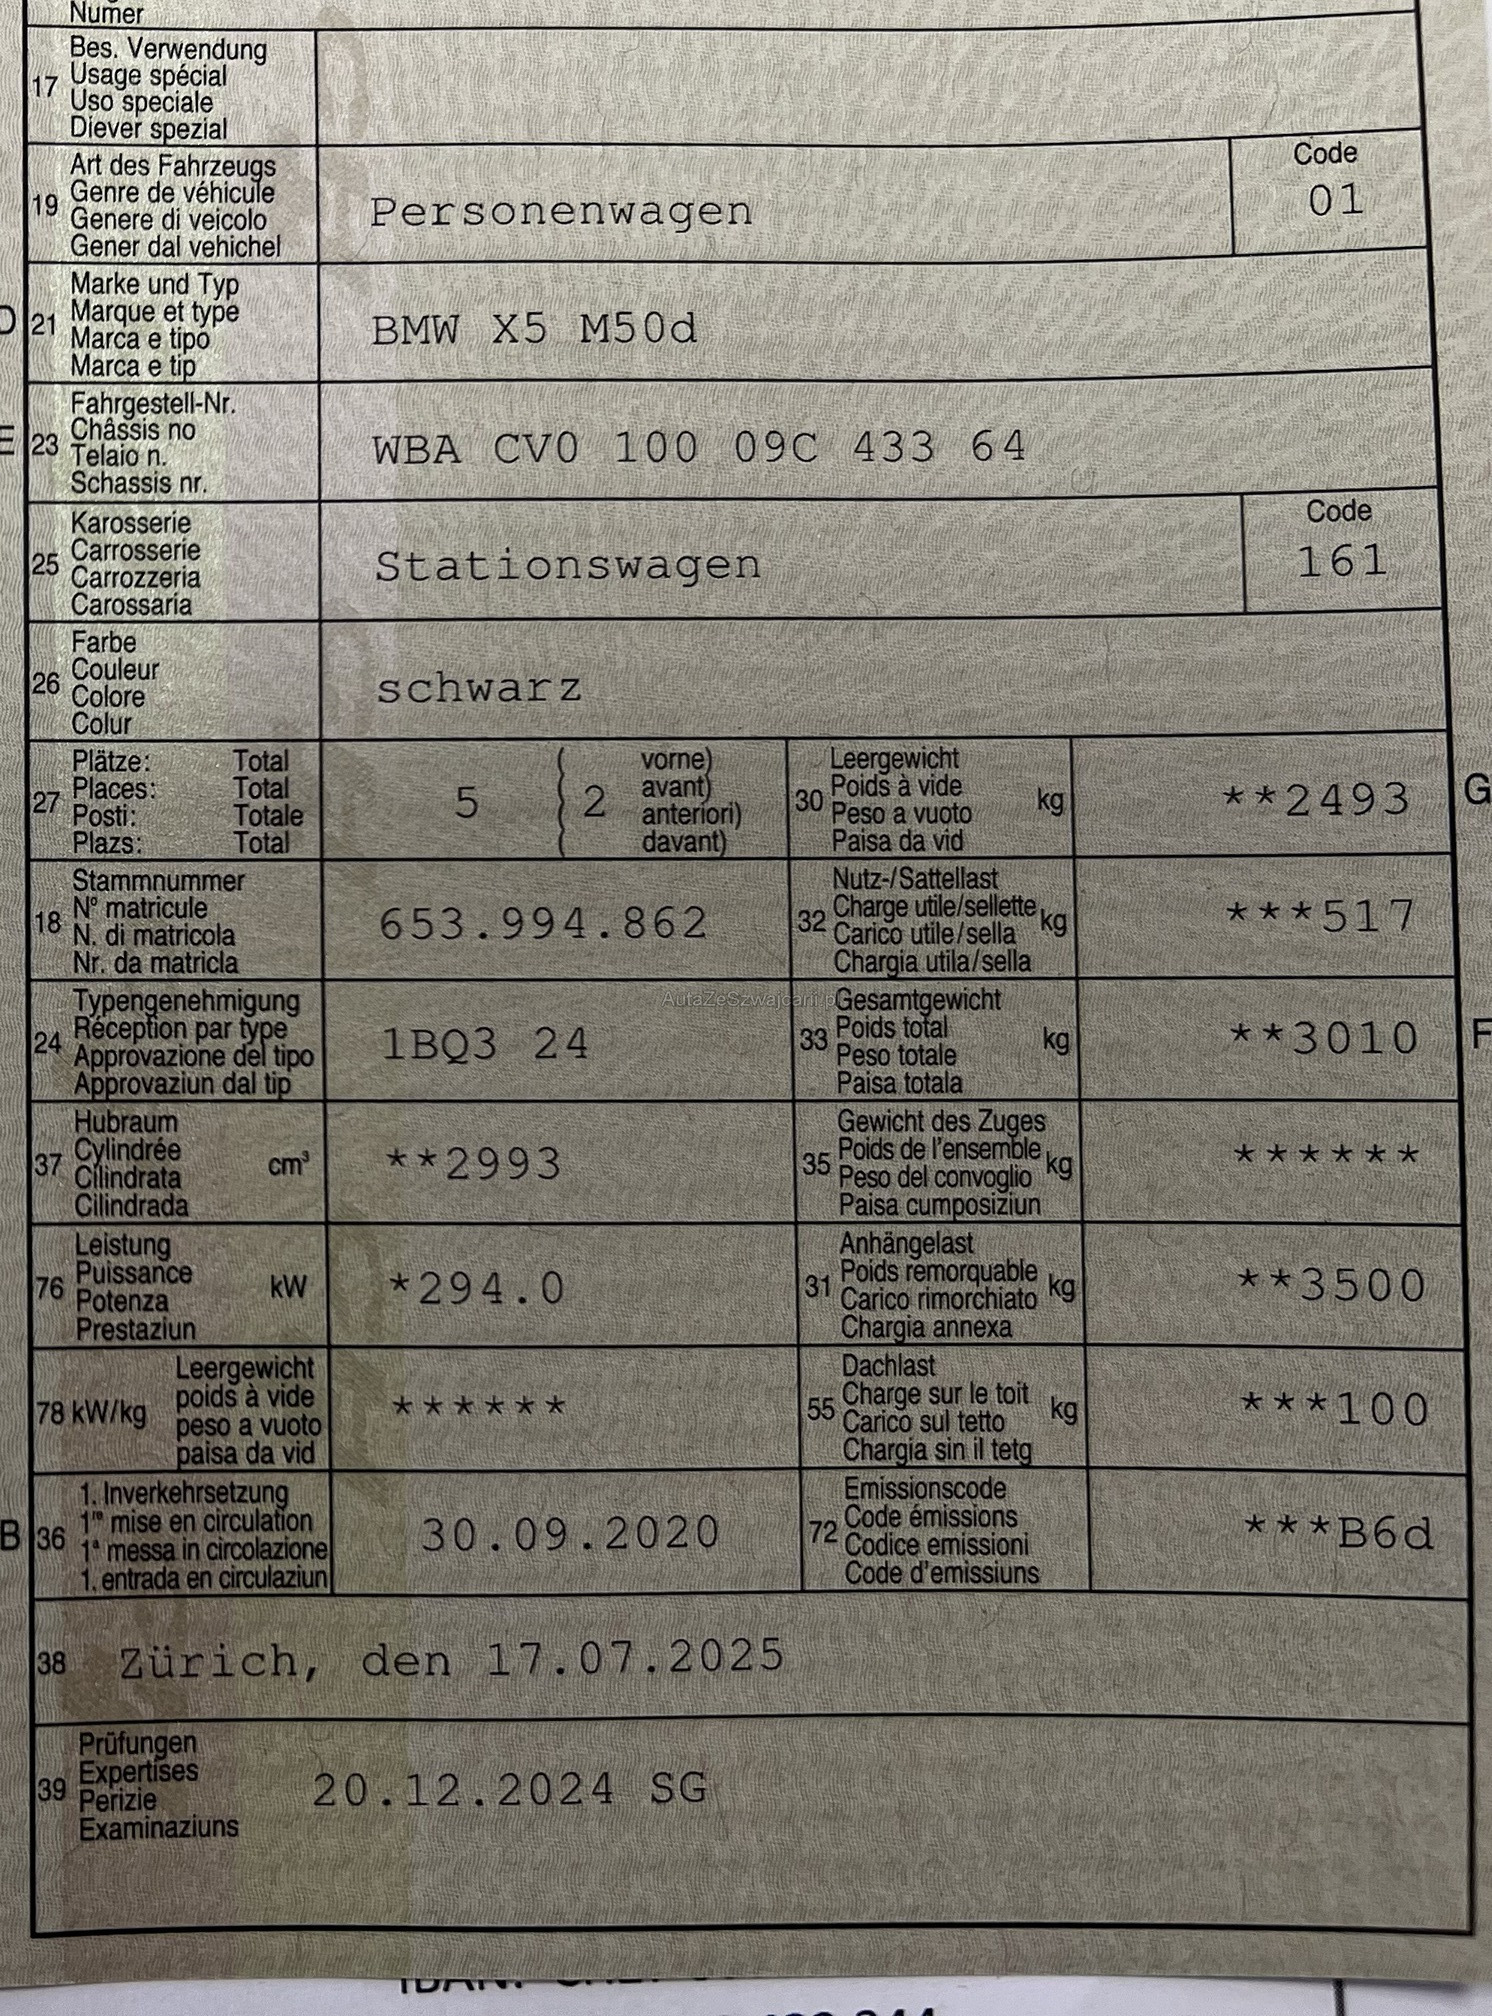 Numer
17 Bes. Verwendung
Usage spécial
Uso speciale
Diever spezial
19 Art des Fahrzeugs
Genre de véhicule
Genere di veicolo
Gener dal vehichel
Personenwagen
Code
01
D 21 Marke und Typ
Marque et type
Marca e tipo
Marca e tip
BMW X5 M50d
E 23 Fahrgestell-Nr.
Châssis no
Telaio n.
Schassis nr.
WBA CV0 100 09C 433 64
25 Karosserie
Carrosserie
Carrozzeria
Carossaria
Stationswagen
Code
161
26 Farbe
Couleur
Colore
Colur
schwarz
27 Plätze: Total
Places: Total
Posti: Totale
Plazs: Total
5
( 2 vorne)
avant)
anteriori)
davant)
30 Leergewicht
Poids à vide
Peso a vuoto
Paisa da vid
kg
**2493
G
18 Stammnummer
N° matricule
N. di matricola
Nr. da matricla
653.994.862
32 Nutz-/Sattellast
Charge utile/sellette
Carico utile/sella
Chargia utila/sella
kg
***517
24 Typengenehmigung
Réception par type
Approvazione del tipo
Approvaziun dal tip
1BQ3 24
AutaZeSzwajcarii.p
33 Gesamtgewicht
Poids total
Peso totale
Paisa totala
kg
**3010
F
37 Hubraum
Cylindrée
Cilindrata
Cilindrada
cm³
**2993
35 Gewicht des Zuges
Poids de l'ensemble
Peso del convoglio
Paisa cumposiziun
kg
******
76 Leistung
Puissance
Potenza
Prestaziun
kW
*294.0
31 Anhängelast
Poids remorquable
Carico rimorchiato
Chargia annexa
kg
**3500
78 kW/kg
Leergewicht
poids à vide
peso a vuoto
paisa da vid
******
55 Dachlast
Charge sur le toit
Carico sul tetto
Chargia sin il tetg
kg
***100
B 36 1. Inverkehrsetzung
1re mise en circulation
1a messa in circolazione
1. entrada en circulaziun
30.09.2020
72 Emissionscode
Code émissions
Codice emissioni
Code d'emissiuns
***B6d
38 Zürich, den 17.07.2025
39 Prüfungen
Expertises
Perizie
Examinaziuns
20.12.2024 SG
IBAN: